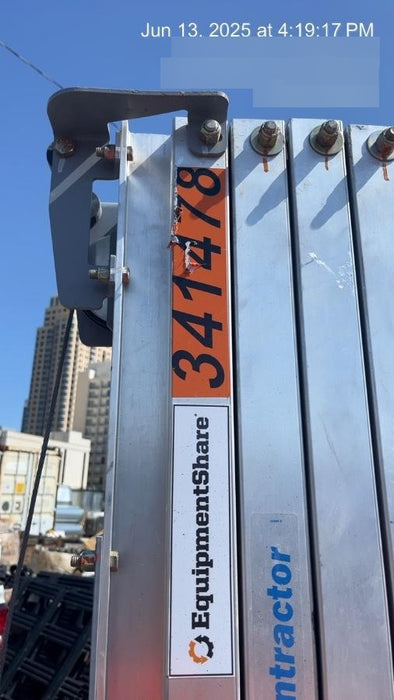 Jun 13, 2025 at 4:19:17 PM
341478
EquipmentShare
ntractor